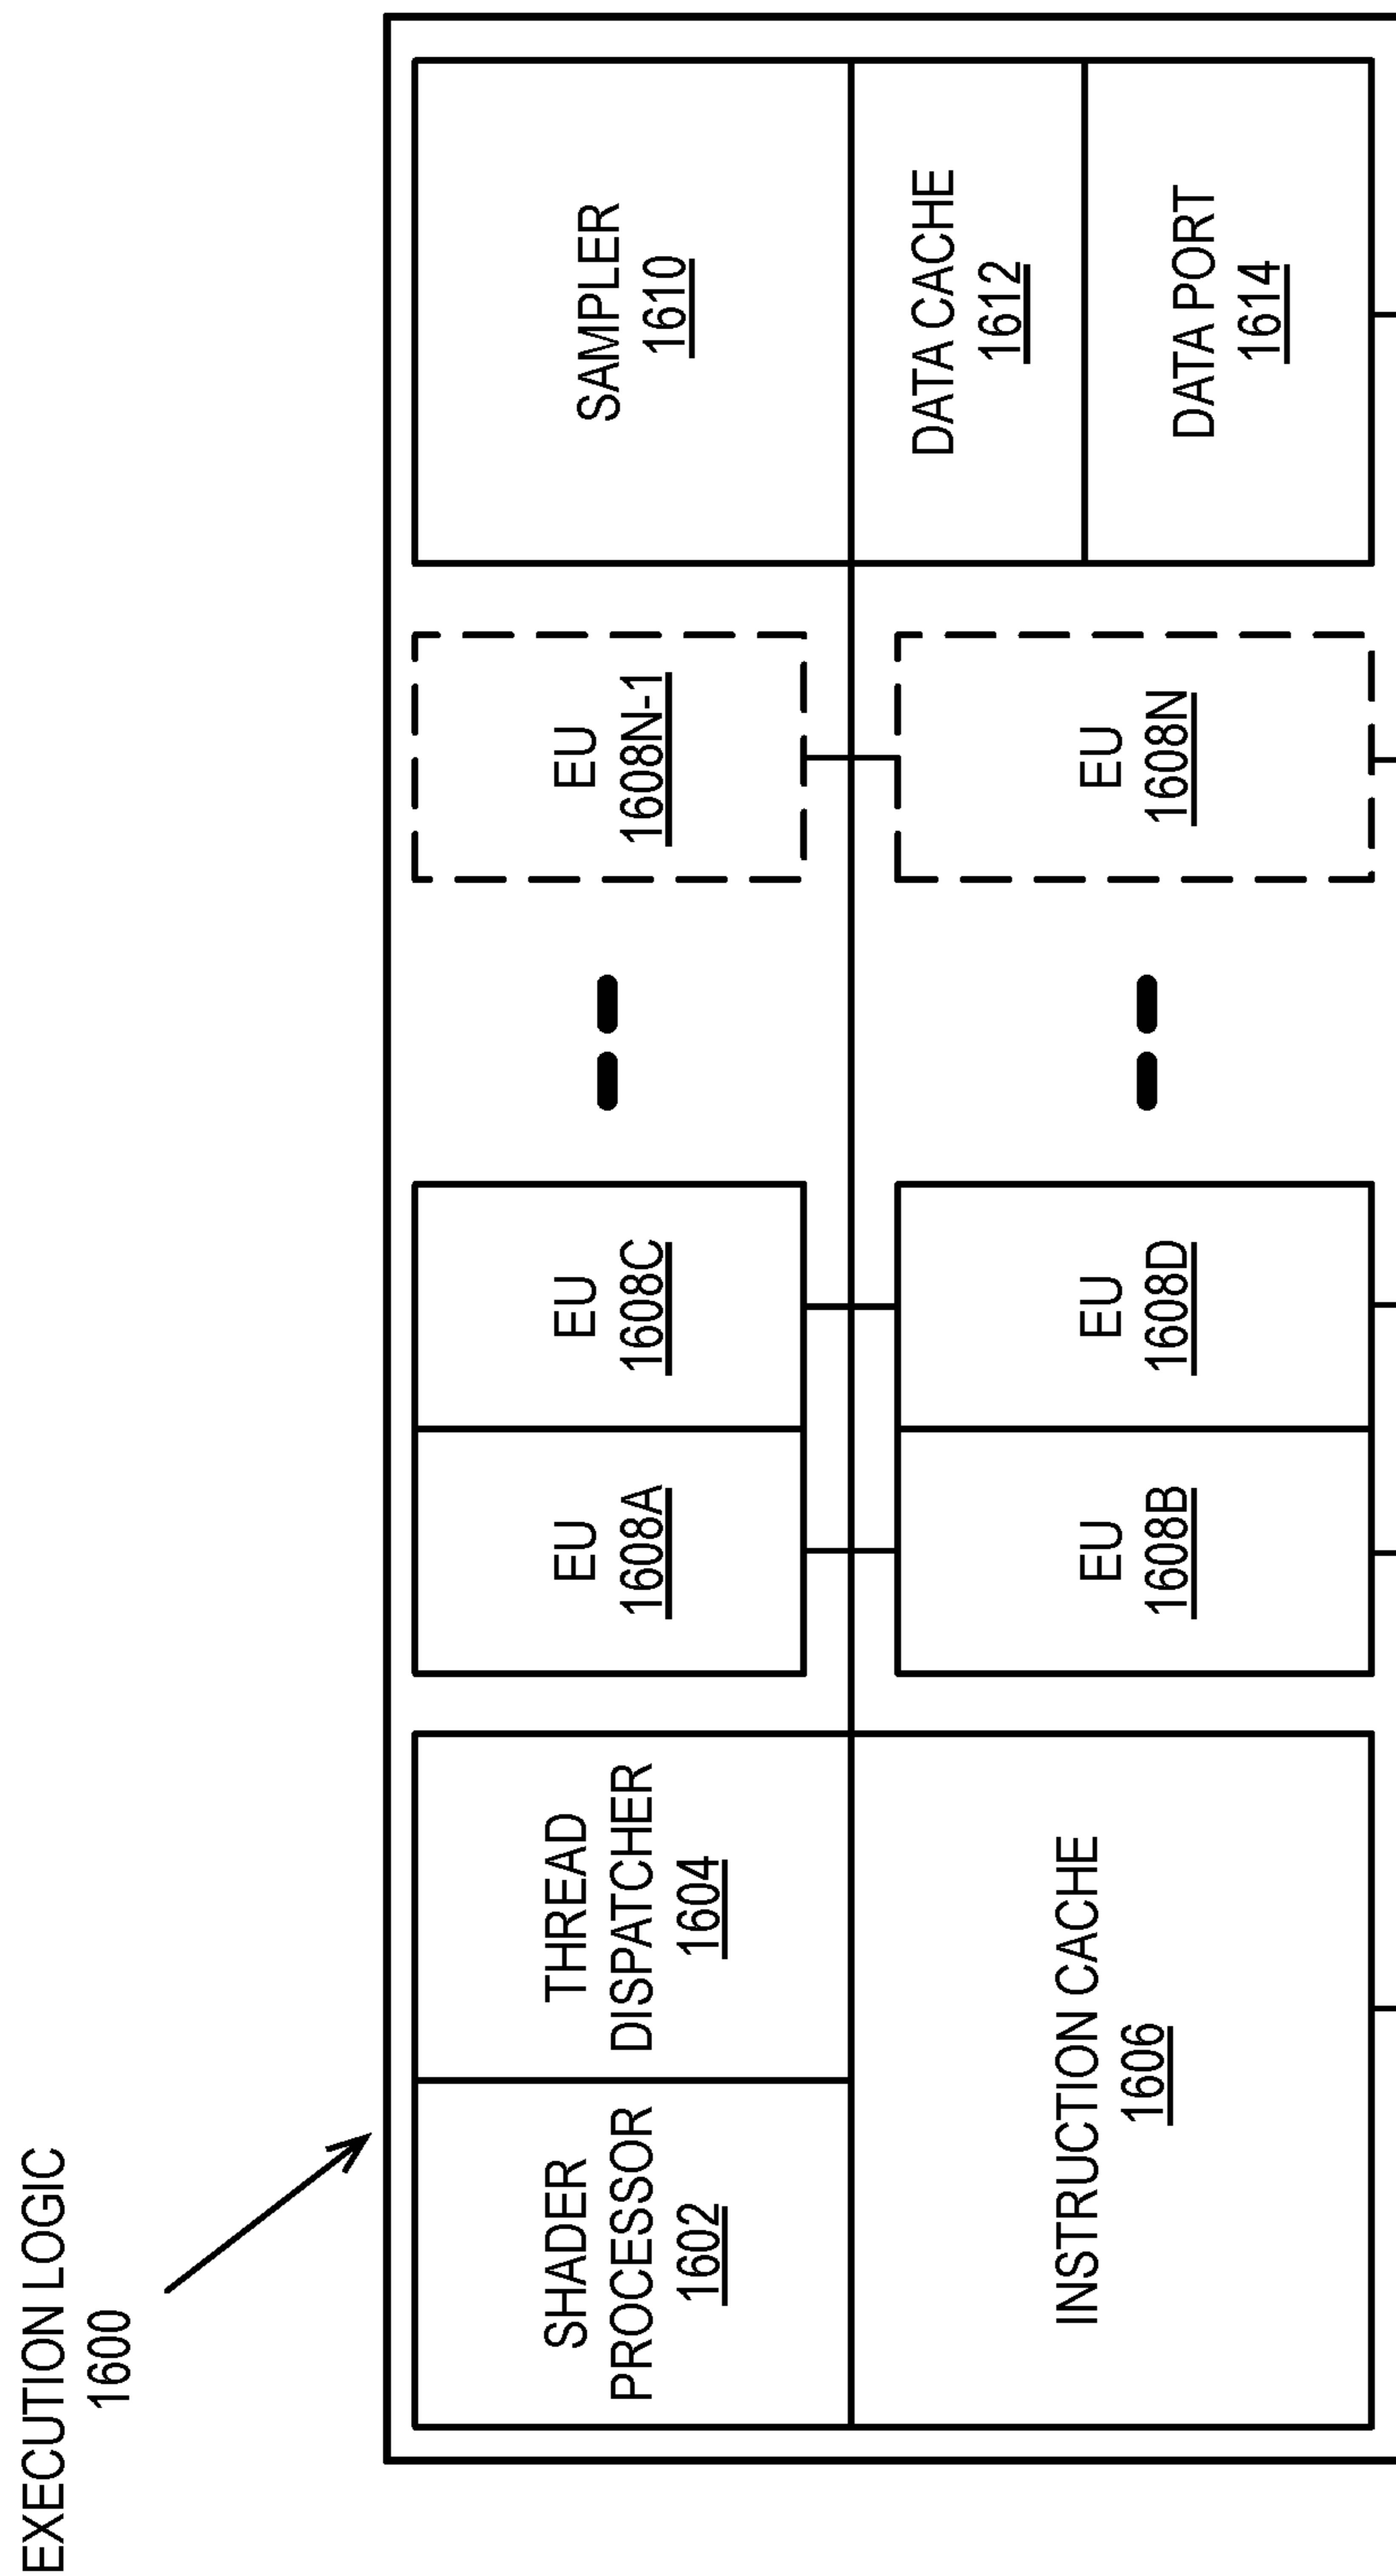 EXECUTION LOGIC
1600
SHADER
PROCESSOR
1602
THREAD
DISPATCHER
1604
INSTRUCTION CACHE
1606
EU
1608A
EU
1608C
EU
1608B
EU
1608D
EU
1608N-1
EU
1608N
SAMPLER
1610
DATA CACHE
1612
DATA PORT
1614